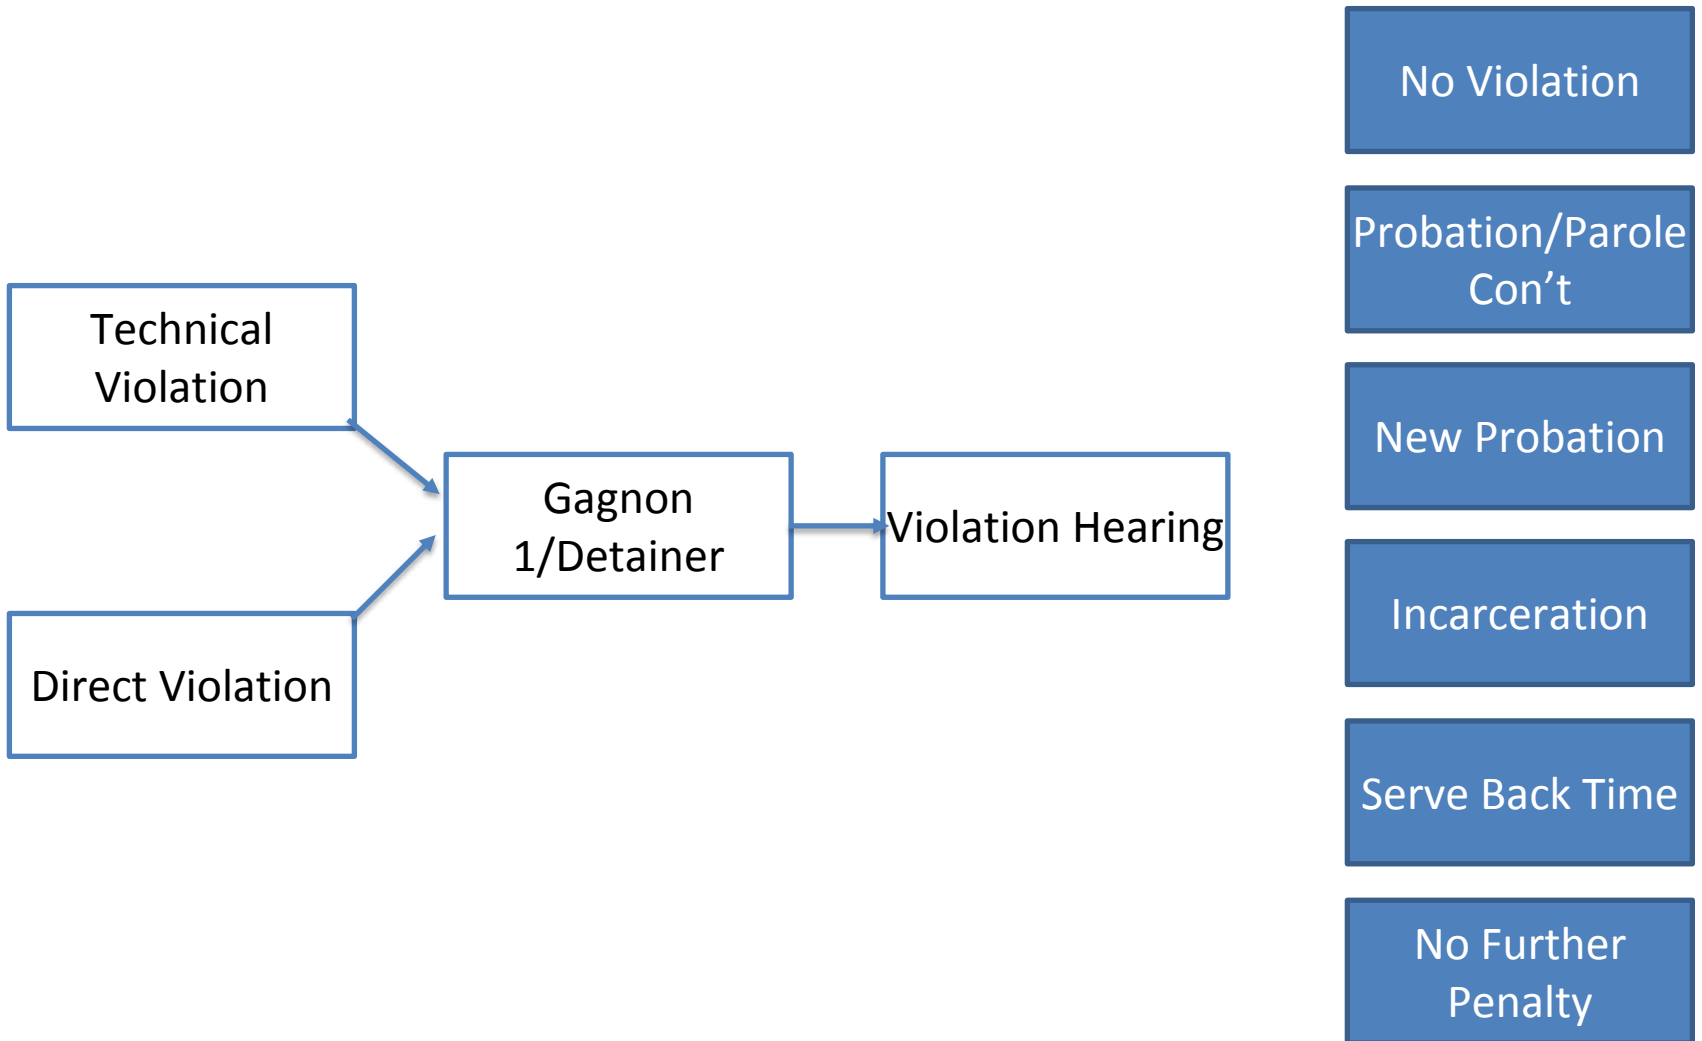 Technical
Violation
Direct Violation
Gagnon
1/Detainer
Violation Hearing
No Violation
Probation/Parole
Con’t
New Probation
Incarceration
Serve Back Time
No Further
Penalty